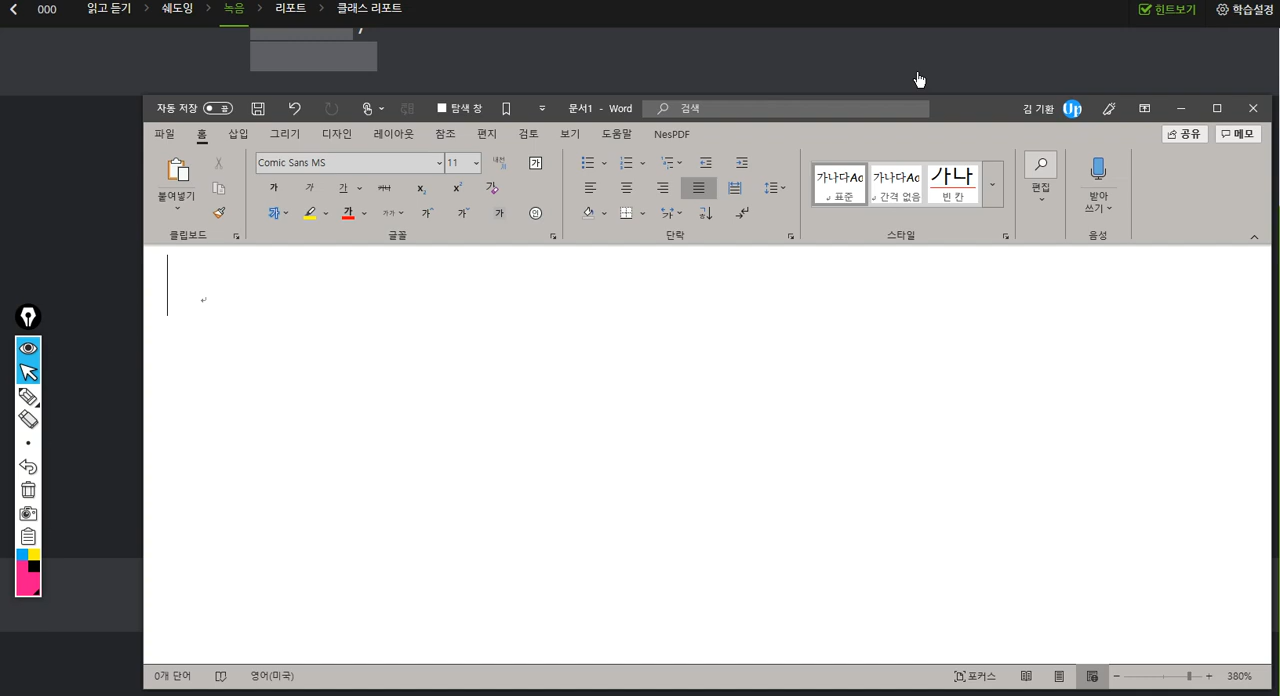 000 읽고 듣기 쉐도잉 녹음 리포트 클래스 리포트 힌트보기 학습설정
자동 저장 끔 탐색 창 문서1 - Word 검색 김 기환 Up
파일 홈 삽입 그리기 디자인 레이아웃 참조 편지 검토 보기 도움말 NesPDF 공유 메모
Comic Sans MS 11
붙여넣기
가나다Ac 가나다Ac 가나
표준 간격 없음 빈 칸
편집
받아
쓰기
클립보드 글꼴 단락 스타일 음성
0개 단어 영어(미국) 포커스 380%